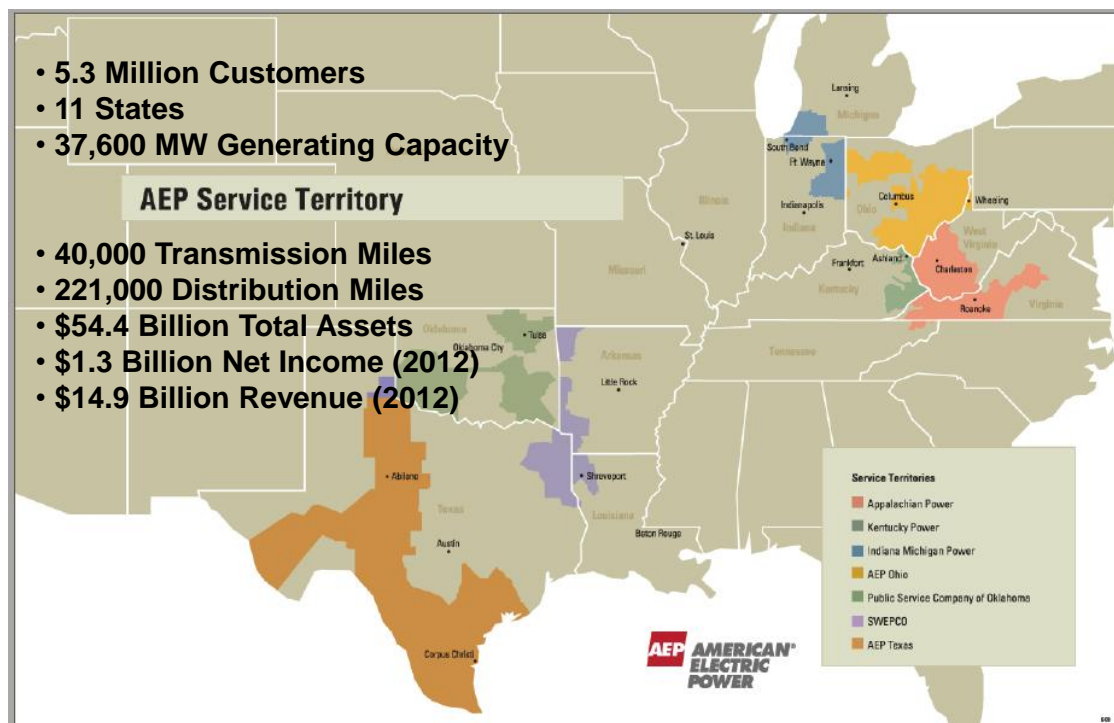 • 5.3 Million Customers
• 11 States
• 37,600 MW Generating Capacity
AEP Service Territory
• 40,000 Transmission Miles
• 221,000 Distribution Miles
• $54.4 Billion Total Assets
• $1.3 Billion Net Income (2012)
• $14.9 Billion Revenue (2012)
Lansing
Michigan
South Bend
Ft. Wayne
Illinois
Indianapolis
Indiana
Ohio
Columbus
Wheeling
St. Louis
Missouri
Frankfort
Kentucky
Ashland
West
Virginia
Charleston
Roanoke
Virginia
Tennessee
Oklahoma
Tulsa
Oklahoma City
Arkansas
Little Rock
Abilene
Texas
Austin
Corpus Christi
Shreveport
Louisiana
Baton Rouge
Service Territories
Appalachian Power
Kentucky Power
Indiana Michigan Power
AEP Ohio
Public Service Company of Oklahoma
SWEPCO
AEP Texas
AEP AMERICAN®
ELECTRIC
POWER